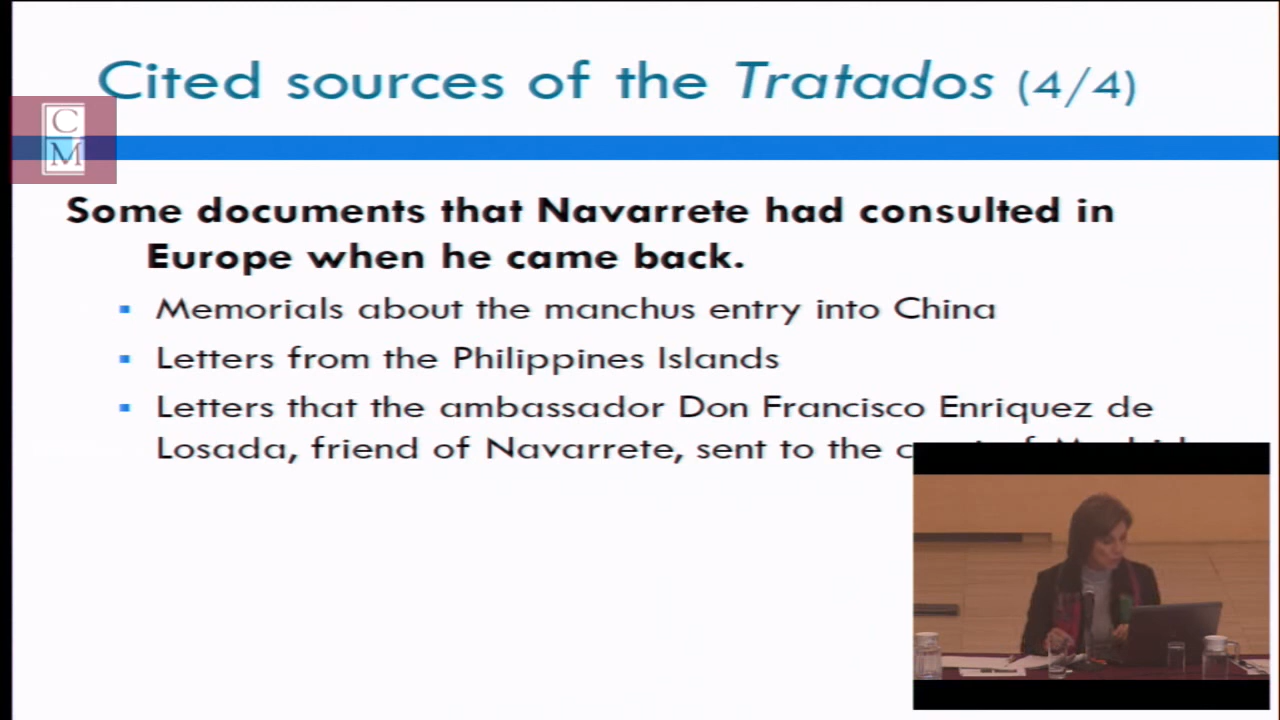 Cited sources of the Tratados (4/4)
C
M
Some documents that Navarrete had consulted in
Europe when he came back.
▪ Memorials about the manchus entry into China
▪ Letters from the Philippines Islands
▪ Letters that the ambassador Don Francisco Enriquez de
Losada, friend of Navarrete, sent to the